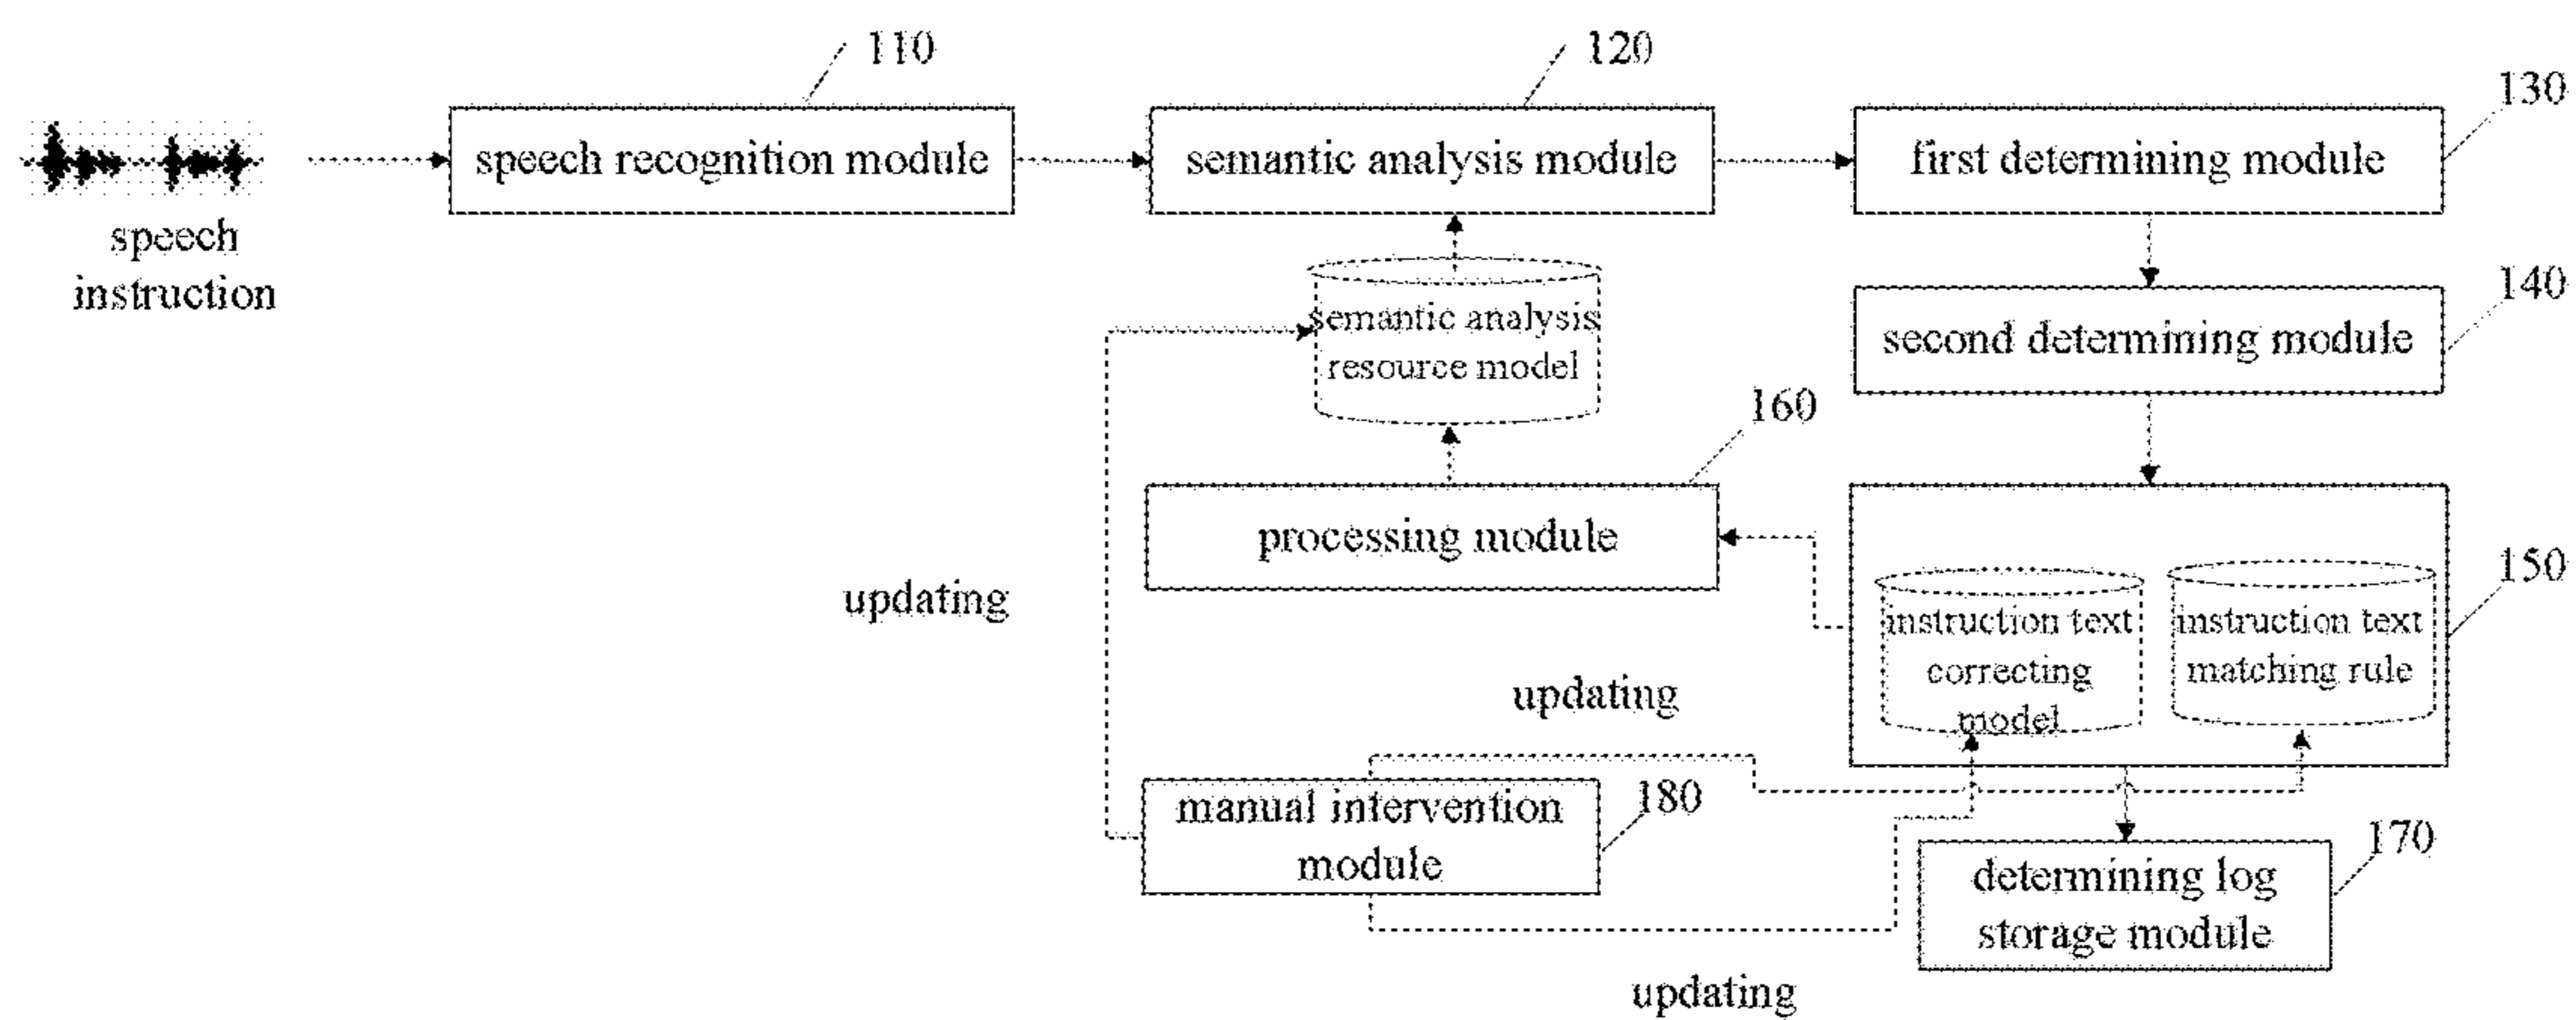 110
120
130
speech recognition module
semantic analysis module
first determining module
speech
instruction
140
semantic analysis
resource model
second determining module
160
processing module
150
instruction text
correcting
model
instruction text
matching rule
updating
updating
manual intervention
module
180
170
determining log
storage module
updating